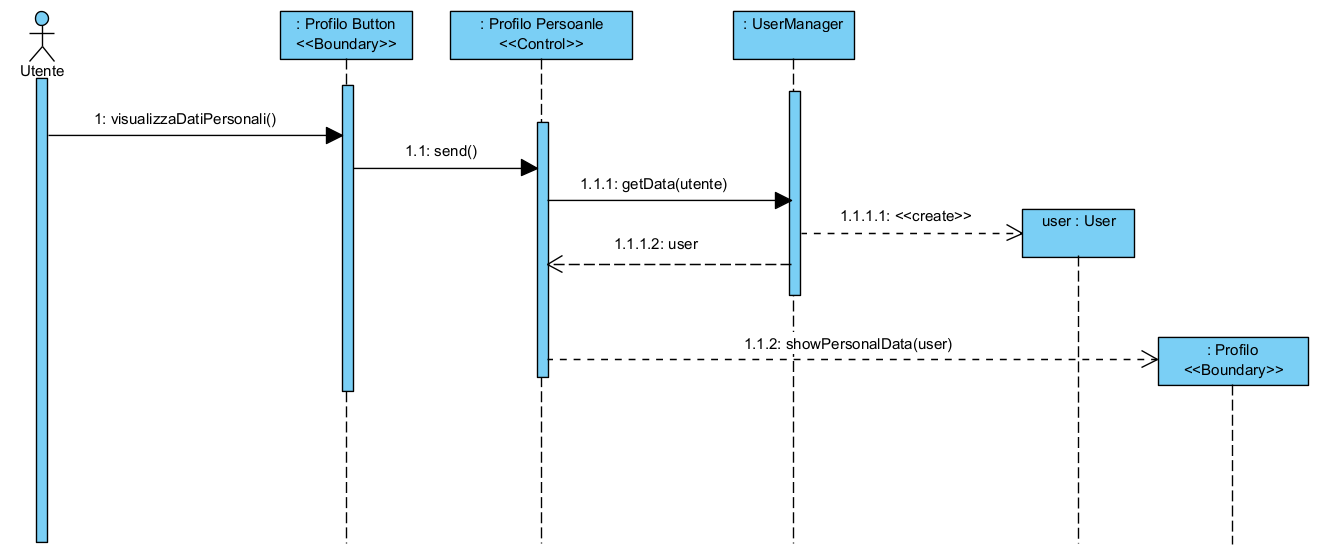 : Profilo Button
<<Boundary>>
: Profilo Persoanle
<<Control>>
: UserManager
Utente
1: visualizzaDatiPersonali()
1.1: send()
1.1.1: getData(utente)
1.1.1.1: <<create>>
user : User
1.1.1.2: user
1.1.2: showPersonalData(user)
: Profilo
<<Boundary>>